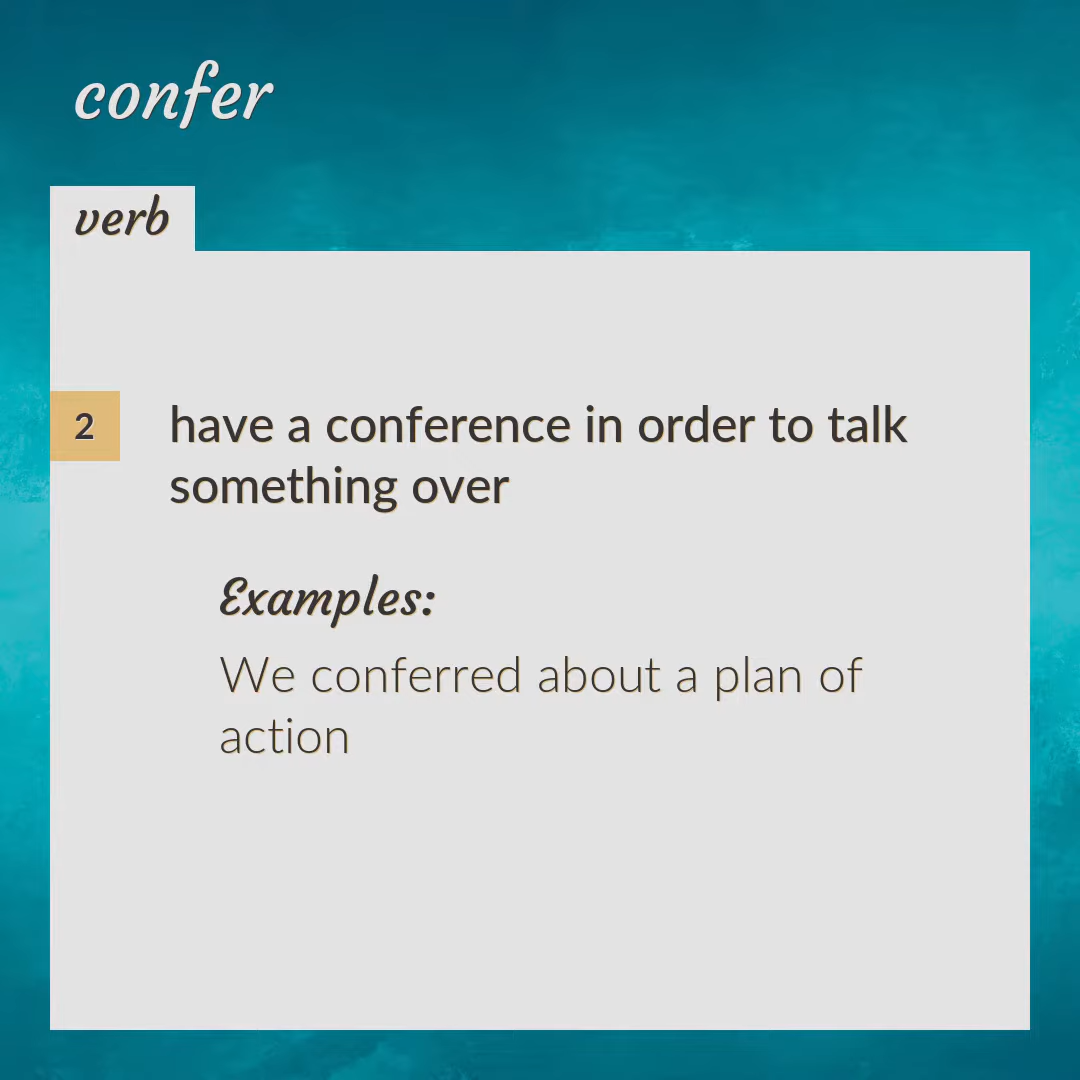 confer
verb
2
have a conference in order to talk
something over
Examples:
We conferred about a plan of
action